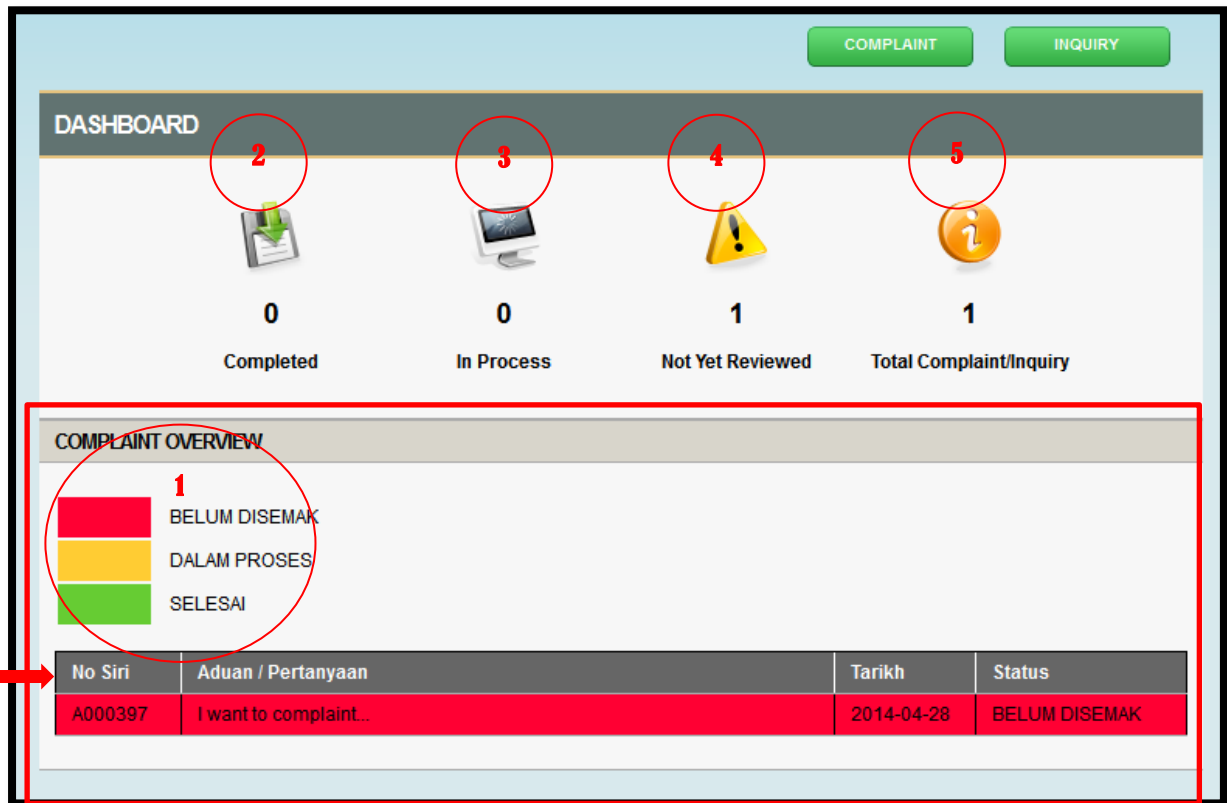 COMPLAINT INQUIRY
DASHBOARD
2 3 4 5
0 0 1 1
Completed In Process Not Yet Reviewed Total Complaint/Inquiry
COMPLAINT OVERVIEW
1
BELUM DISEMAK
DALAM PROSES
SELESAI
No Siri Aduan / Pertanyaan Tarikh Status
A000397 I want to complaint... 2014-04-28 BELUM DISEMAK